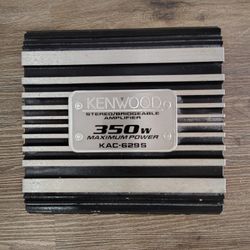 KENWOOD
STEREO/BRIDGEABLE
AMPLIFIER
350W
MAXIMUM POWER
KAC-629S